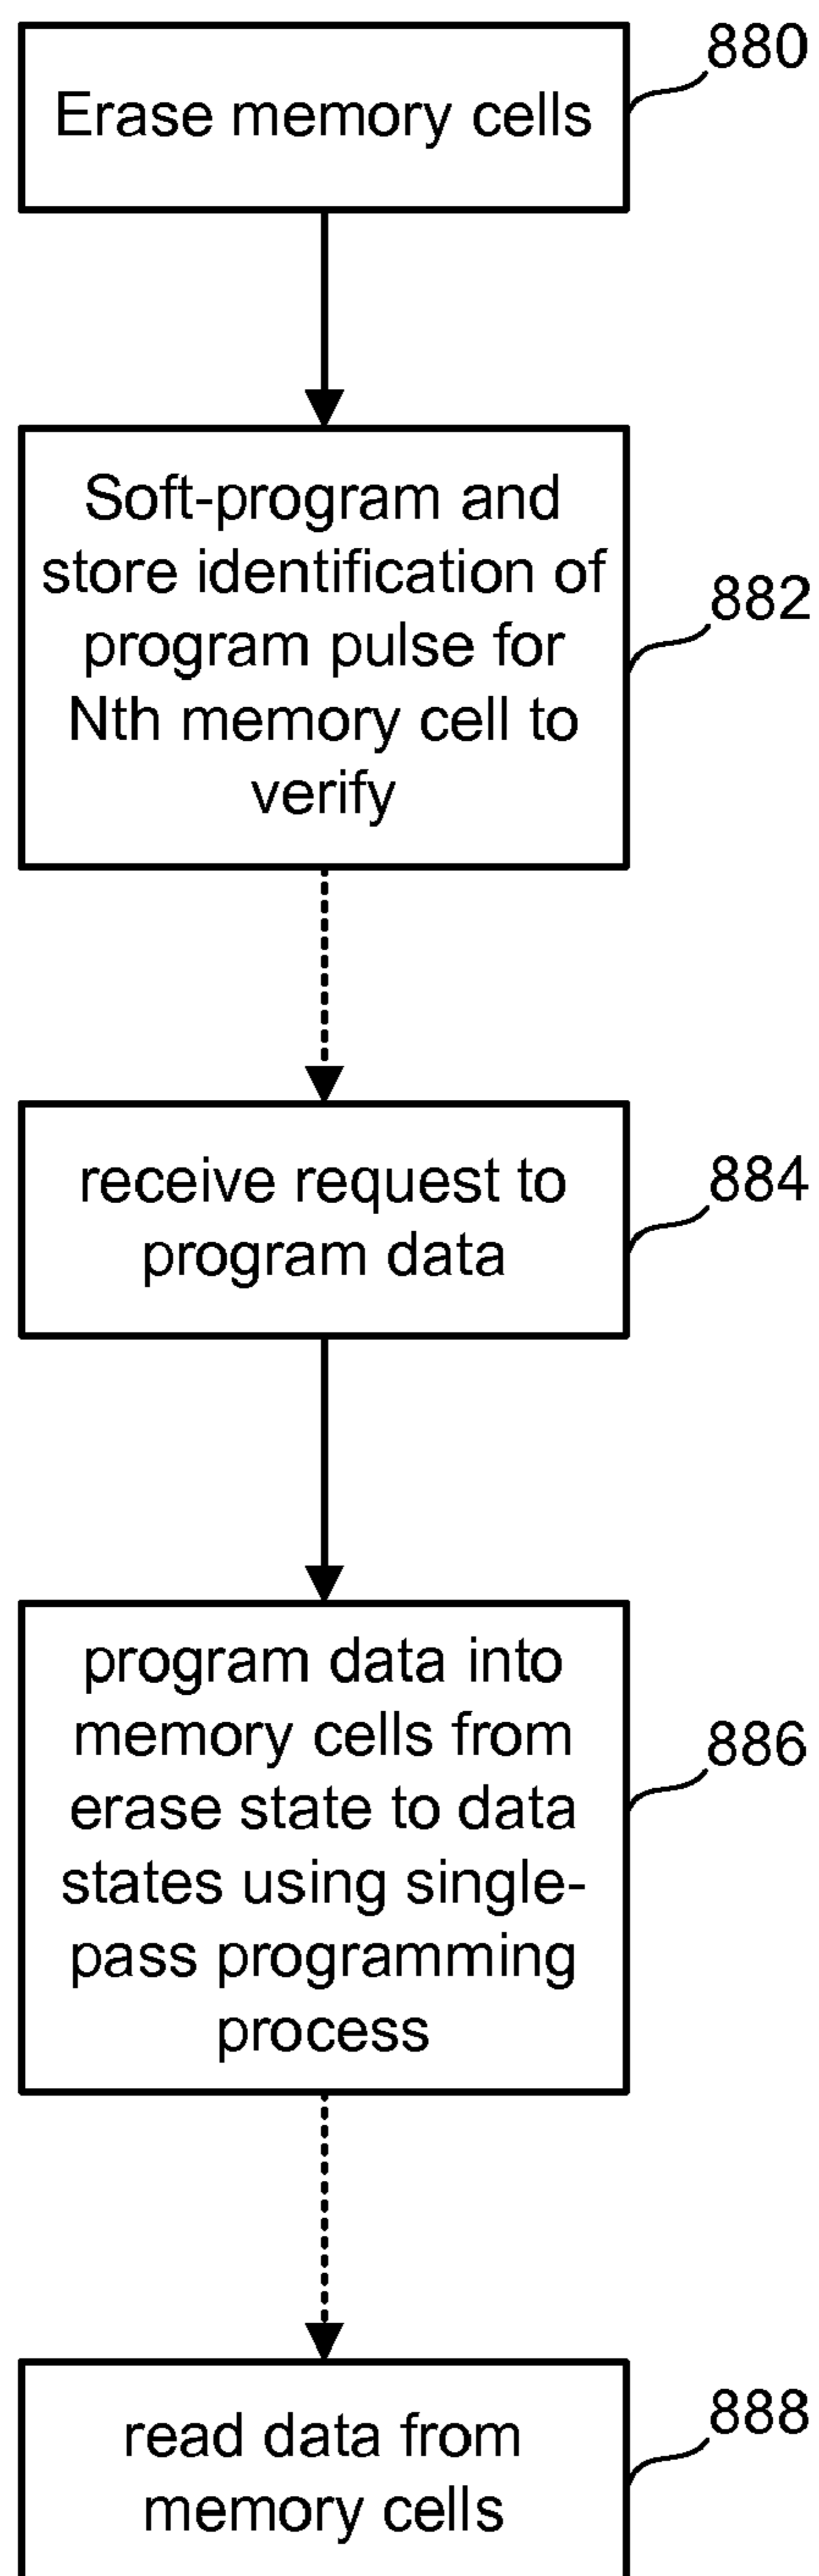 880
Erase memory cells
Soft-program and
store identification of
882
program pulse for
Nth memory cell to
verify
884
receive request to
program data
program data into
886
memory cells from
erase state to data
states using single-
pass programming
process
888
read data from
memory cells